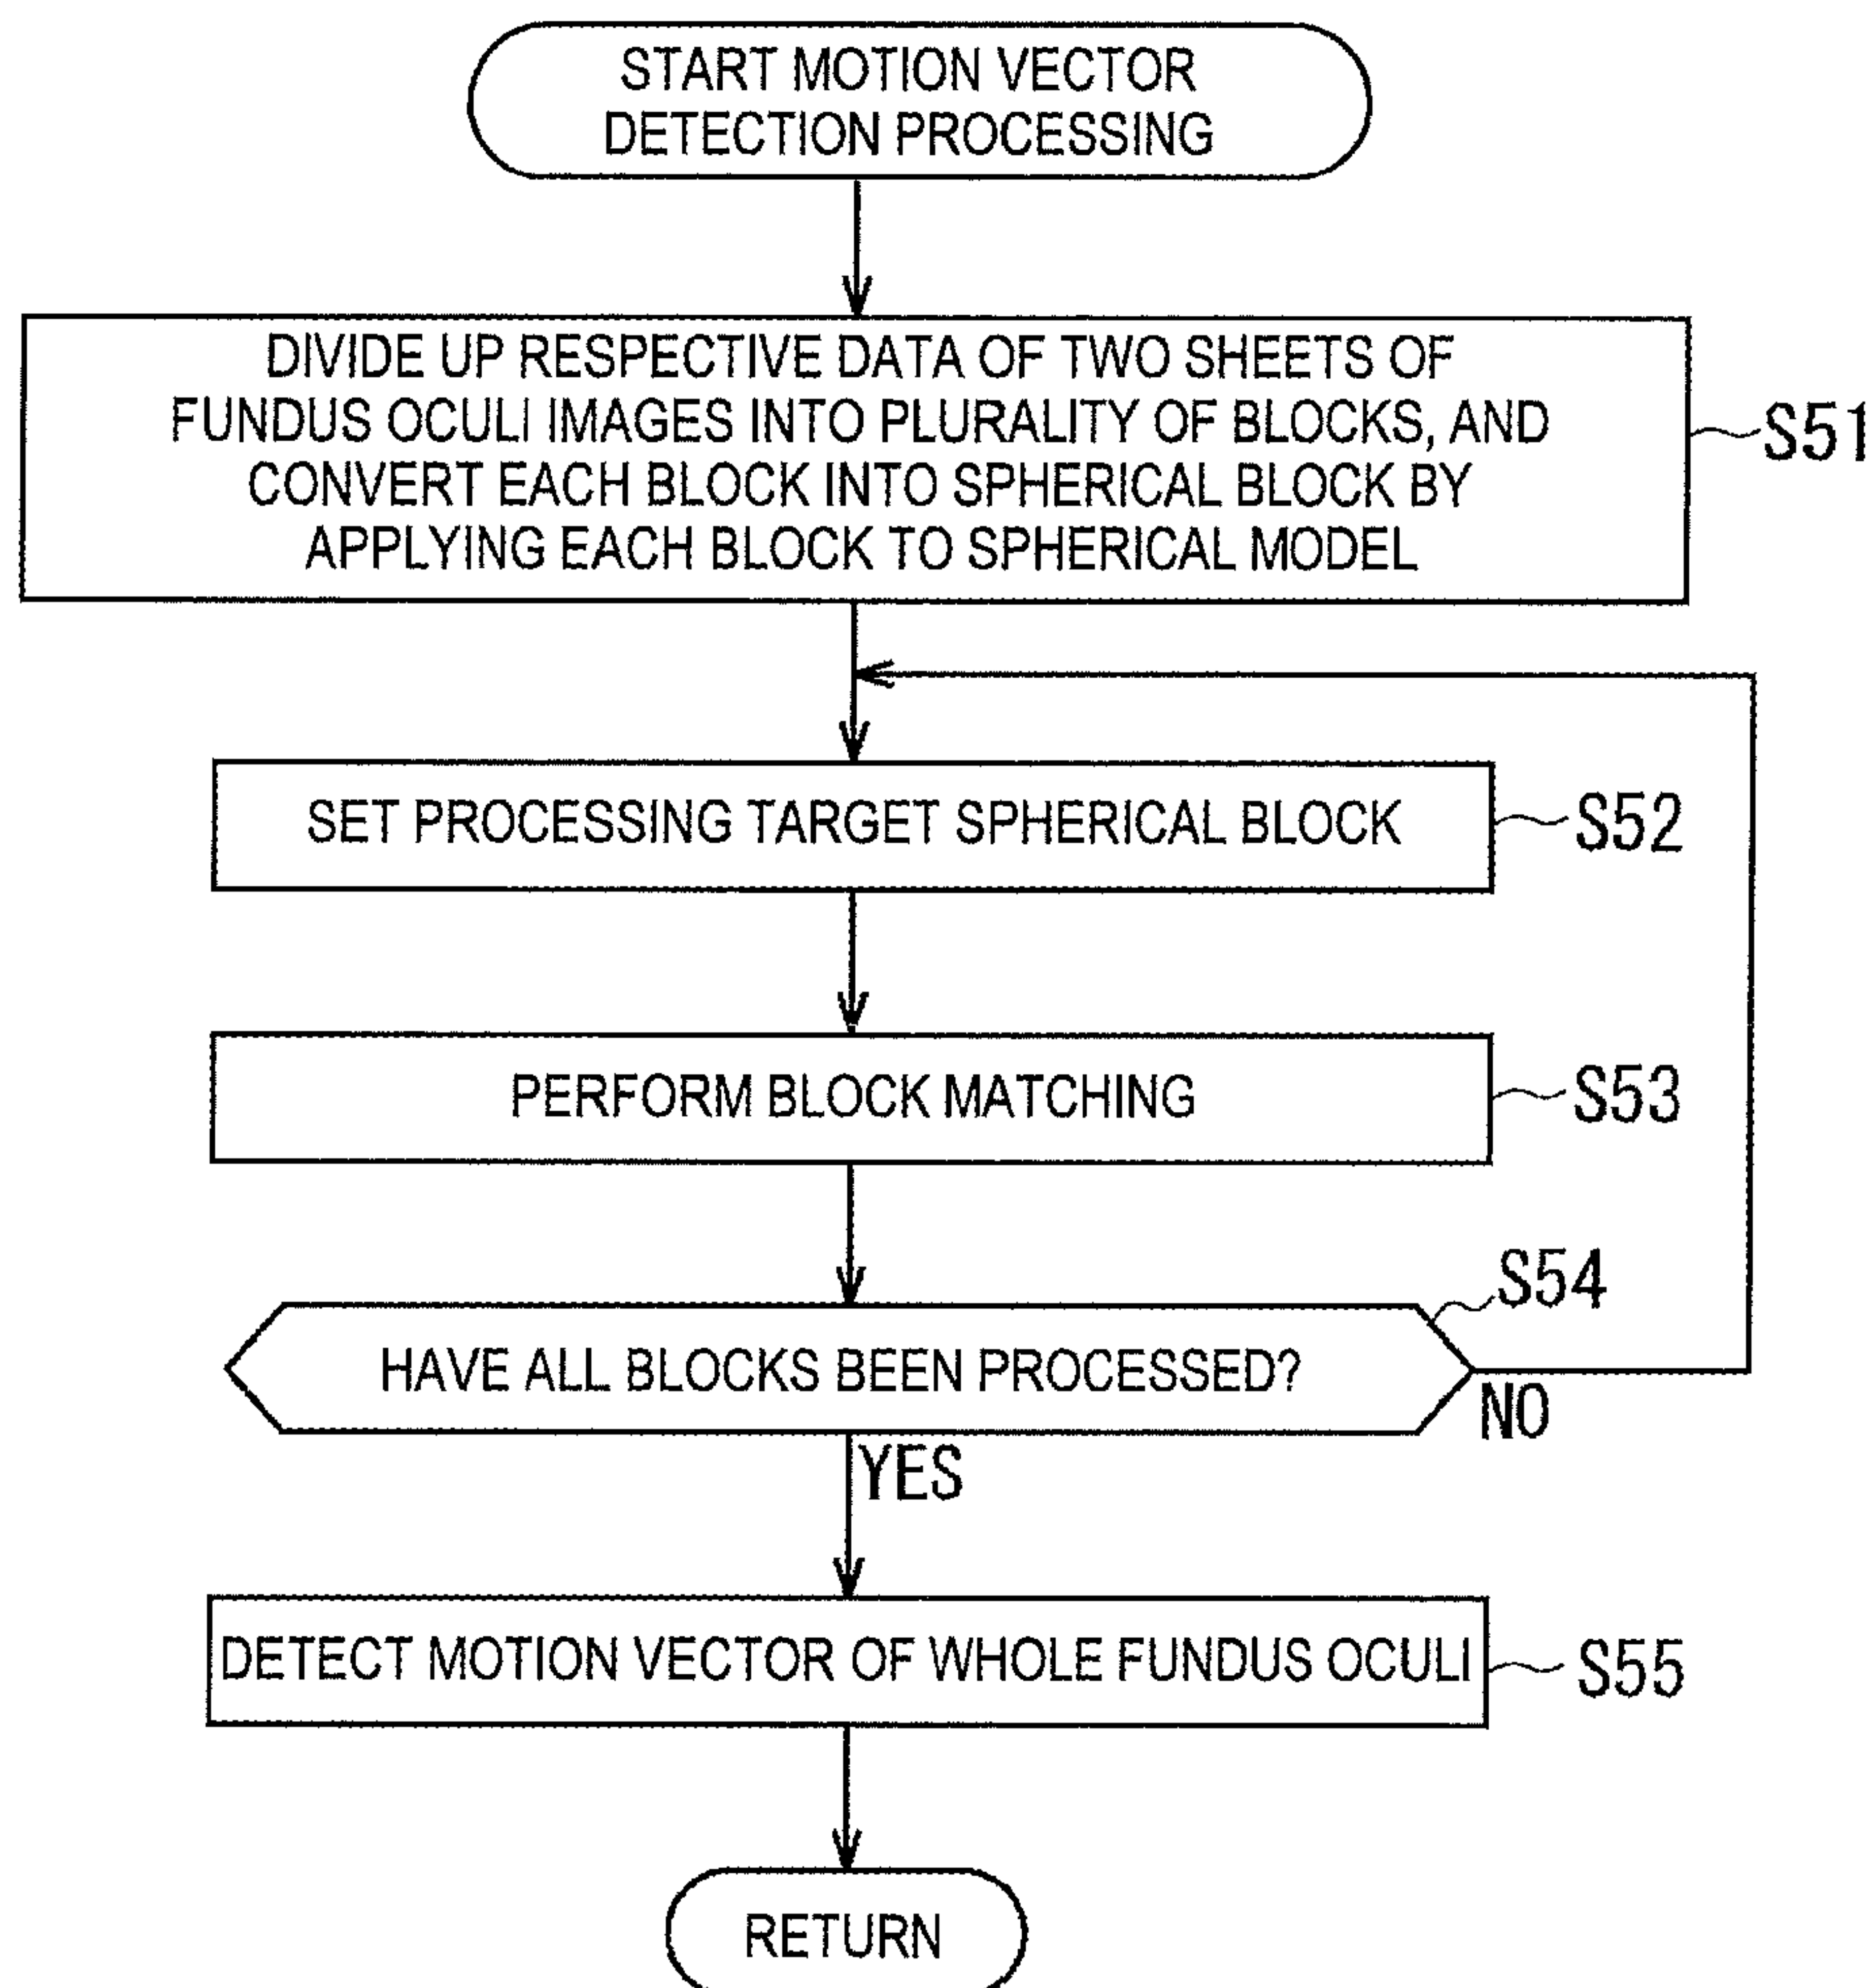 START MOTION VECTOR
DETECTION PROCESSING
DIVIDE UP RESPECTIVE DATA OF TWO SHEETS OF
FUNDUS OCULI IMAGES INTO PLURALITY OF BLOCKS, AND
CONVERT EACH BLOCK INTO SPHERICAL BLOCK BY
APPLYING EACH BLOCK TO SPHERICAL MODEL
S51
SET PROCESSING TARGET SPHERICAL BLOCK
S52
PERFORM BLOCK MATCHING
S53
S54
HAVE ALL BLOCKS BEEN PROCESSED?
NO
YES
DETECT MOTION VECTOR OF WHOLE FUNDUS OCULI
S55
RETURN